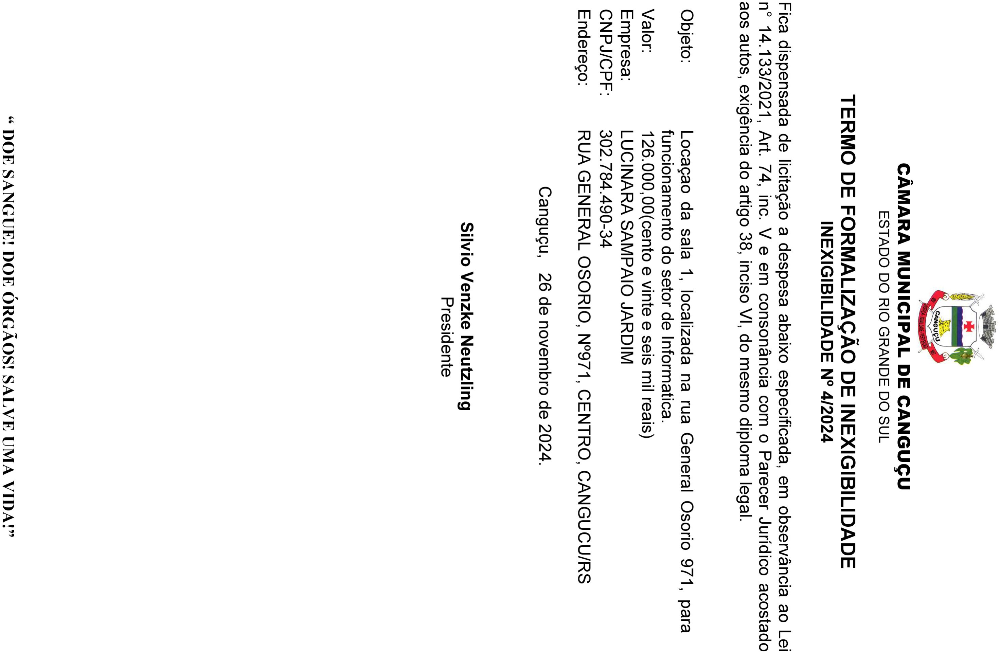 CANGUÇU
JUSTIÇA - IGUALDADE - PERFEIÇÃO
1857
CÂMARA MUNICIPAL DE CANGUÇU
ESTADO DO RIO GRANDE DO SUL
TERMO DE FORMALIZAÇÃO DE INEXIGIBILIDADE
INEXIGIBILIDADE Nº 4/2024
Fica dispensada de licitação a despesa abaixo especificada, em observância ao Lei
n° 14.133/2021, Art. 74, inc. V e em consonância com o Parecer Jurídico acostado
aos autos, exigência do artigo 38, inciso VI, do mesmo diploma legal.
Objeto: Locaçao da sala 1, localizada na rua General Osorio 971, para
funcionamento do setor de Informatica.
Valor: 126.000,00(cento e vinte e seis mil reais)
Empresa: LUCINARA SAMPAIO JARDIM
CNPJ/CPF: 302.784.490-34
Endereço: RUA GENERAL OSORIO, Nº971, CENTRO, CANGUCU/RS
Canguçu, 26 de novembro de 2024.
Silvio Venzke Neutzling
Presidente
“ DOE SANGUE! DOE ÓRGÃOS! SALVE UMA VIDA!”